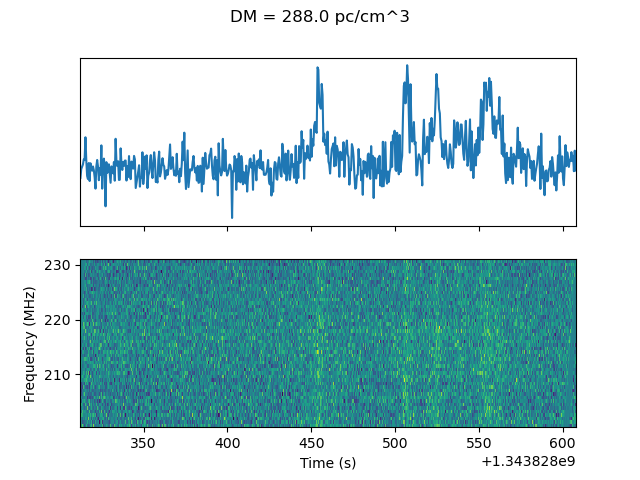 DM = 288.0 pc/cm^3
230
220
210
Frequency (MHz)
350 400 450 500 550 600
Time (s)
+1.343828e9